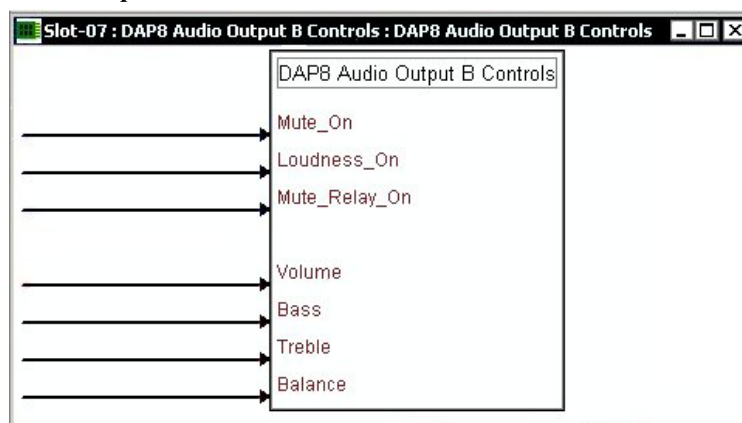 Slot-07 : DAP8 Audio Output B Controls : DAP8 Audio Output B Controls
DAP8 Audio Output B Controls
Mute_On
Loudness_On
Mute_Relay_On
Volume
Bass
Treble
Balance